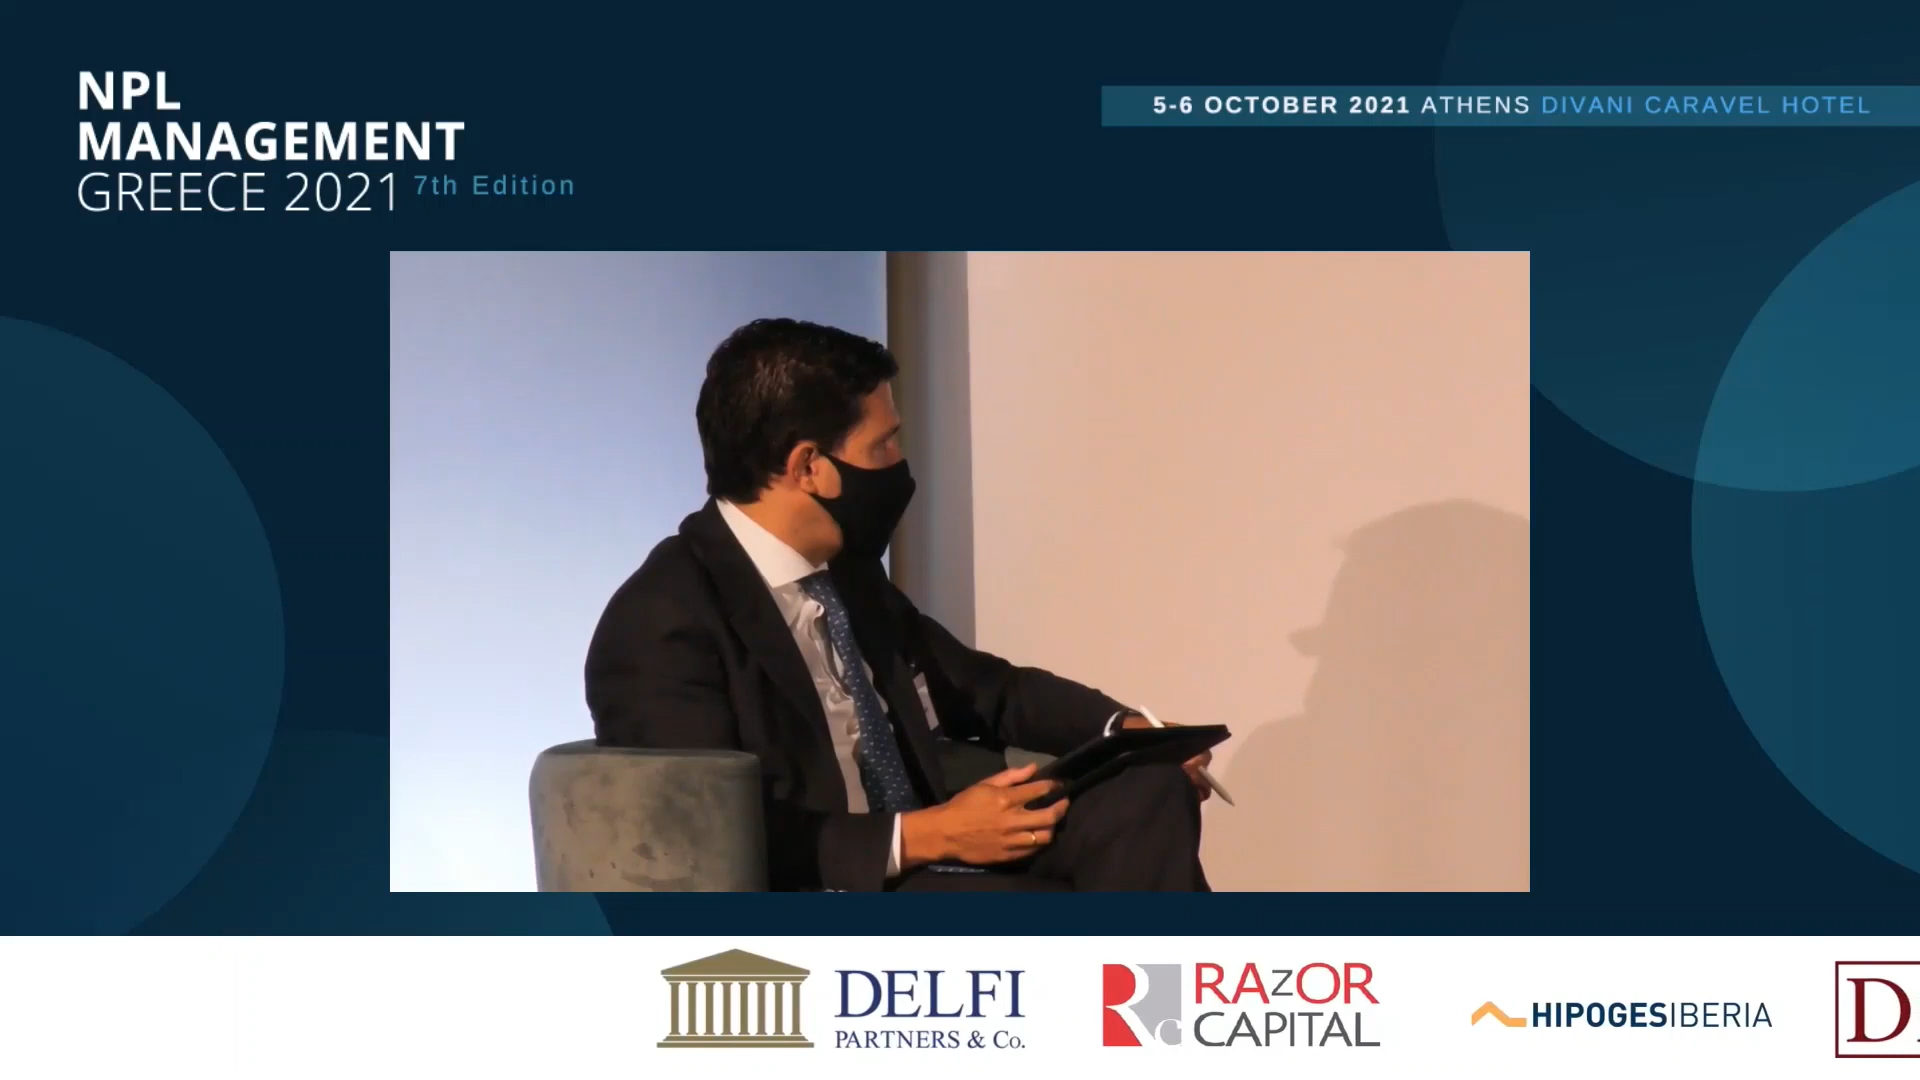 NPL
MANAGEMENT
GREECE 2021 7th Edition
5-6 OCTOBER 2021 ATHENS DIVANI CARAVEL HOTEL
DELFI
PARTNERS & Co.
Rc
RAzOR
CAPITAL
HIPOGESIBERIA
D